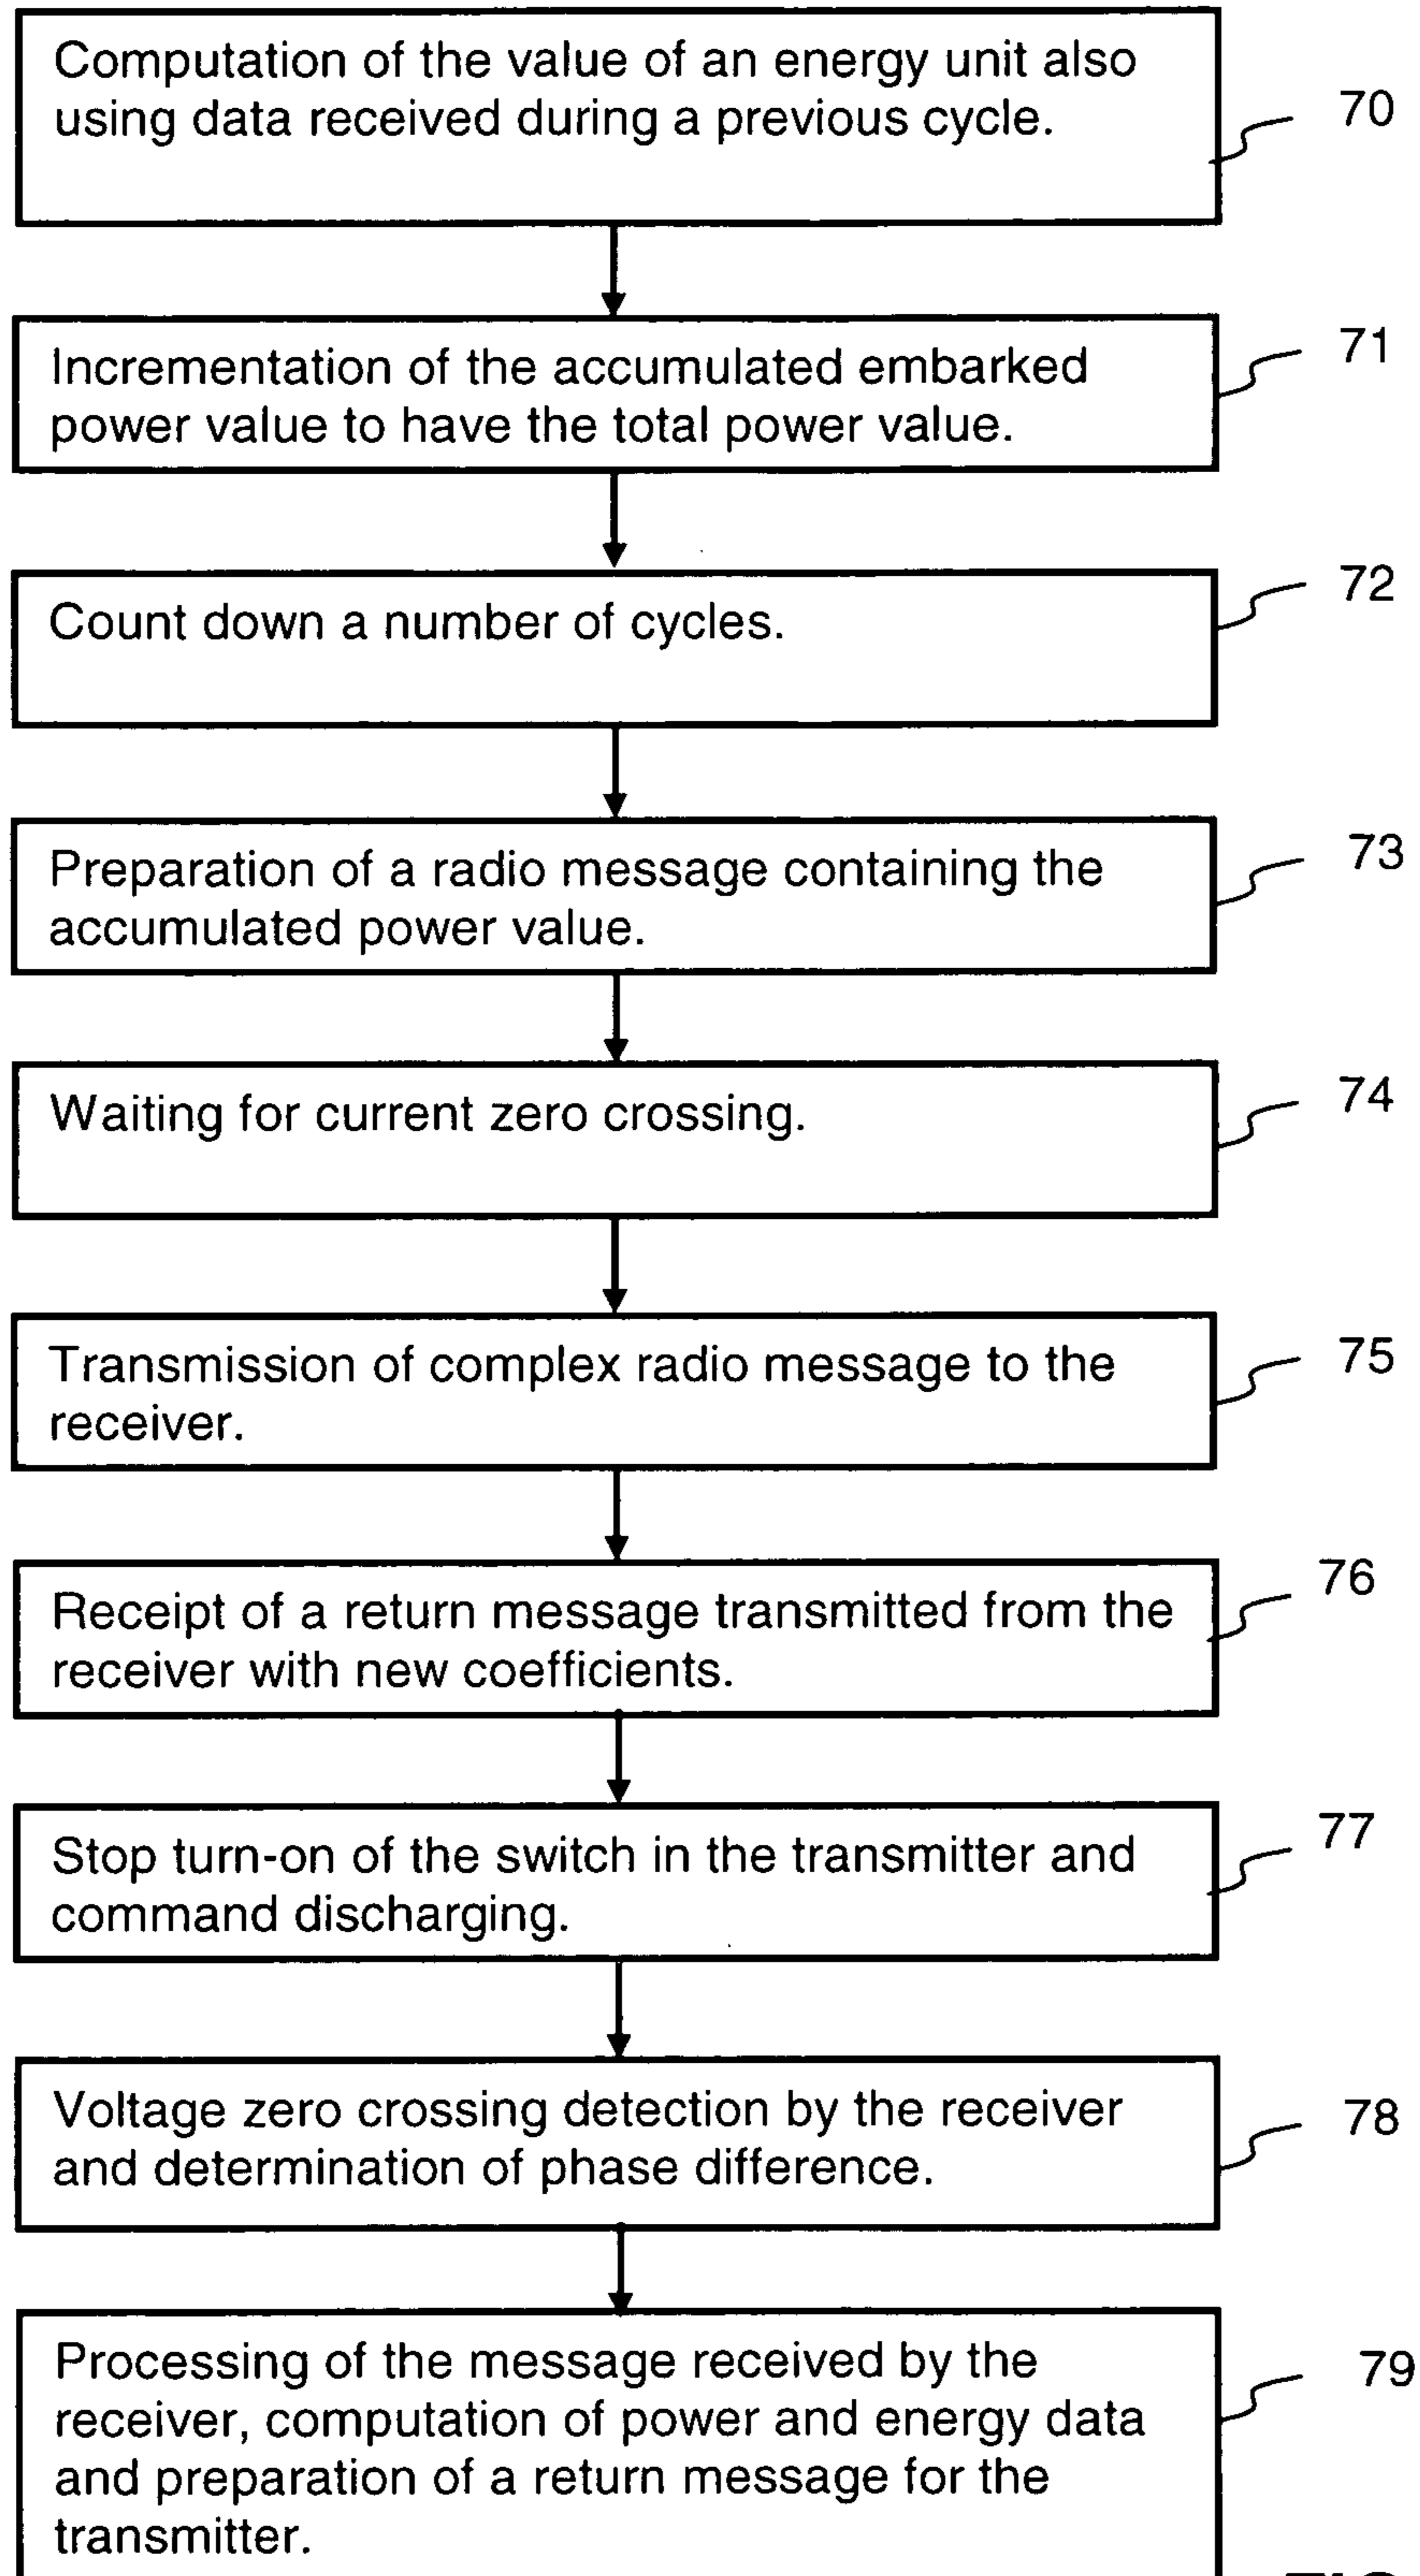 Computation of the value of an energy unit also
using data received during a previous cycle.
70
Incrementation of the accumulated embarked
power value to have the total power value.
71
Count down a number of cycles.
72
Preparation of a radio message containing the
accumulated power value.
73
Waiting for current zero crossing.
74
Transmission of complex radio message to the
receiver.
75
Receipt of a return message transmitted from the
receiver with new coefficients.
76
Stop turn-on of the switch in the transmitter and
command discharging.
77
Voltage zero crossing detection by the receiver
and determination of phase difference.
78
Processing of the message received by the
receiver, computation of power and energy data
and preparation of a return message for the
transmitter.
79